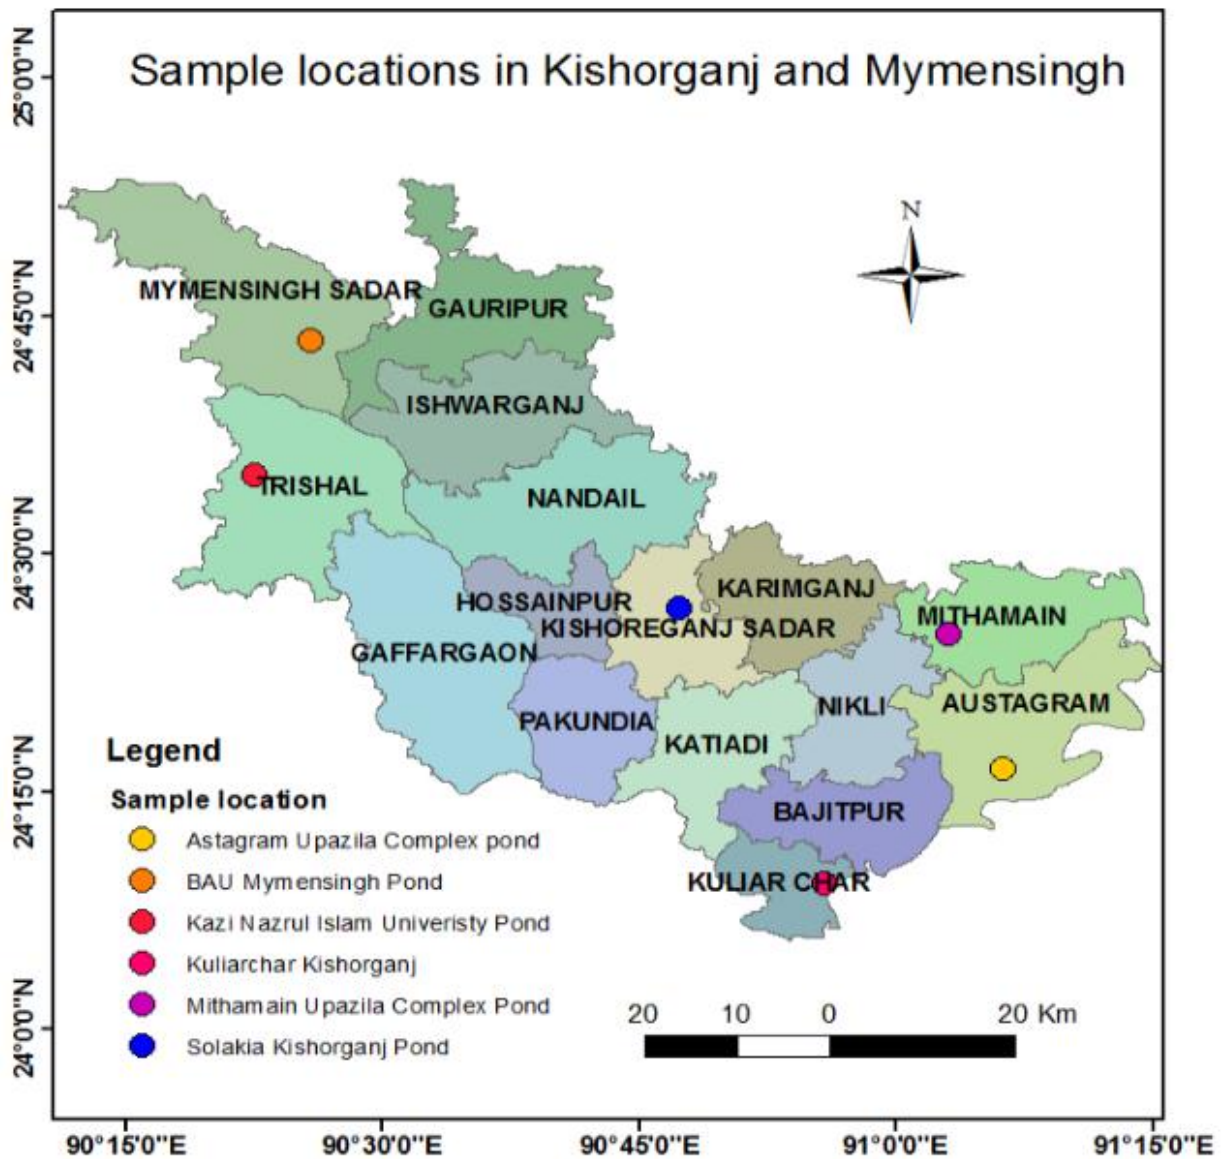 Sample locations in Kishorganj and Mymensingh
N
25°0'0"N
24°45'0"N
24°30'0"N
24°15'0"N
24°0'0"N
MYMENSINGH SADAR
GAURIPUR
ISHWARGANJ
TRISHAL
NANDAIL
KARIMGANJ
HOSSAINPUR
MITHAMAIN
KISHOREGANJ SADAR
GAFFARGAON
AUSTAGRAM
NIKLI
PAKUNDIA
KATIADI
BAJITPUR
KULIAR CHAR
Legend
Sample location
Astagram Upazila Complex pond
BAU Mymensingh Pond
Kazi Nazrul Islam Univeristy Pond
Kuliarchar Kishorganj
Mithamain Upazila Complex Pond
Solakia Kishorganj Pond
20 10 0 20 Km
90°15'0"E 90°30'0"E 90°45'0"E 91°0'0"E 91°15'0"E